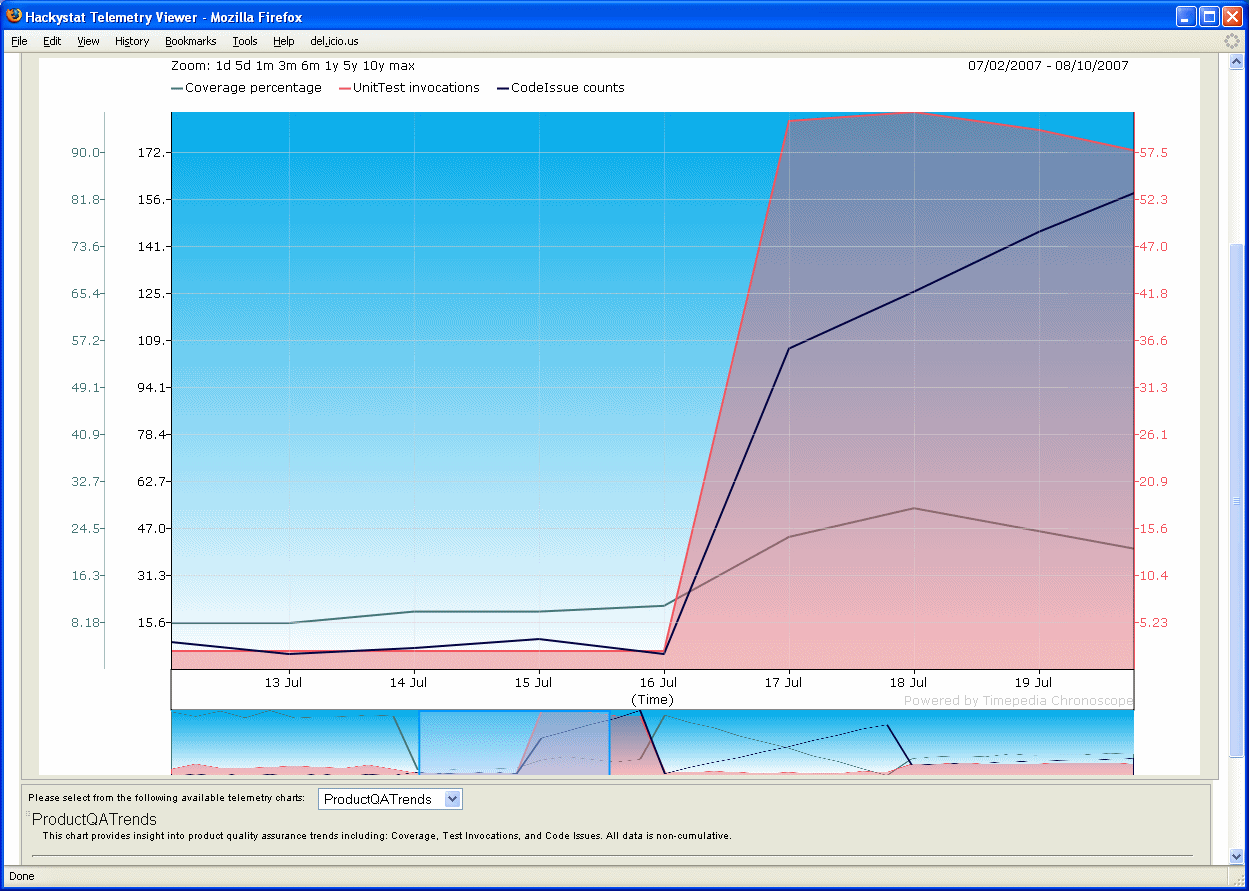 Hackystat Telemetry Viewer - Mozilla Firefox
File Edit View History Bookmarks Tools Help del.icio.us
Zoom: 1d 5d 1m 3m 6m 1y 5y 10y max 07/02/2007 - 08/10/2007
Coverage percentage UnitTest invocations CodeIssue counts
90.0 172. 57.5
81.8 156. 52.3
73.6 141. 47.0
65.4 125. 41.8
57.2 109. 36.6
49.1 94.1 31.3
40.9 78.4 26.1
32.7 62.7 20.9
24.5 47.0 15.6
16.3 31.3 10.4
8.18 15.6 5.23
13 Jul 14 Jul 15 Jul 16 Jul 17 Jul 18 Jul 19 Jul
(Time)
Powered by Timepedia Chronoscope
Please select from the following available telemetry charts: ProductQATrends
ProductQATrends
This chart provides insight into product quality assurance trends including: Coverage, Test Invocations, and Code Issues. All data is non-cumulative.
Done